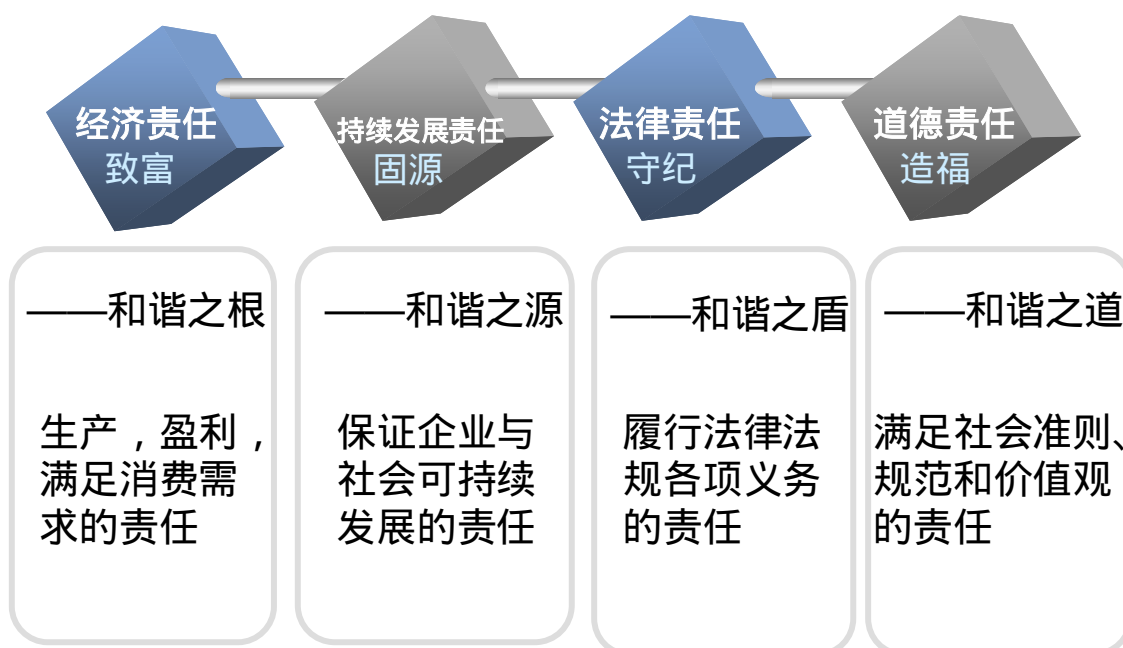 经济责任
致富
持续发展责任
固源
法律责任
守纪
道德责任
造福
——和谐之根
生产，盈利，
满足消费需
求的责任
——和谐之源
保证企业与
社会可持续
发展的责任
——和谐之盾
履行法律法
规各项义务
的责任
——和谐之道
满足社会准则、
规范和价值观
的责任